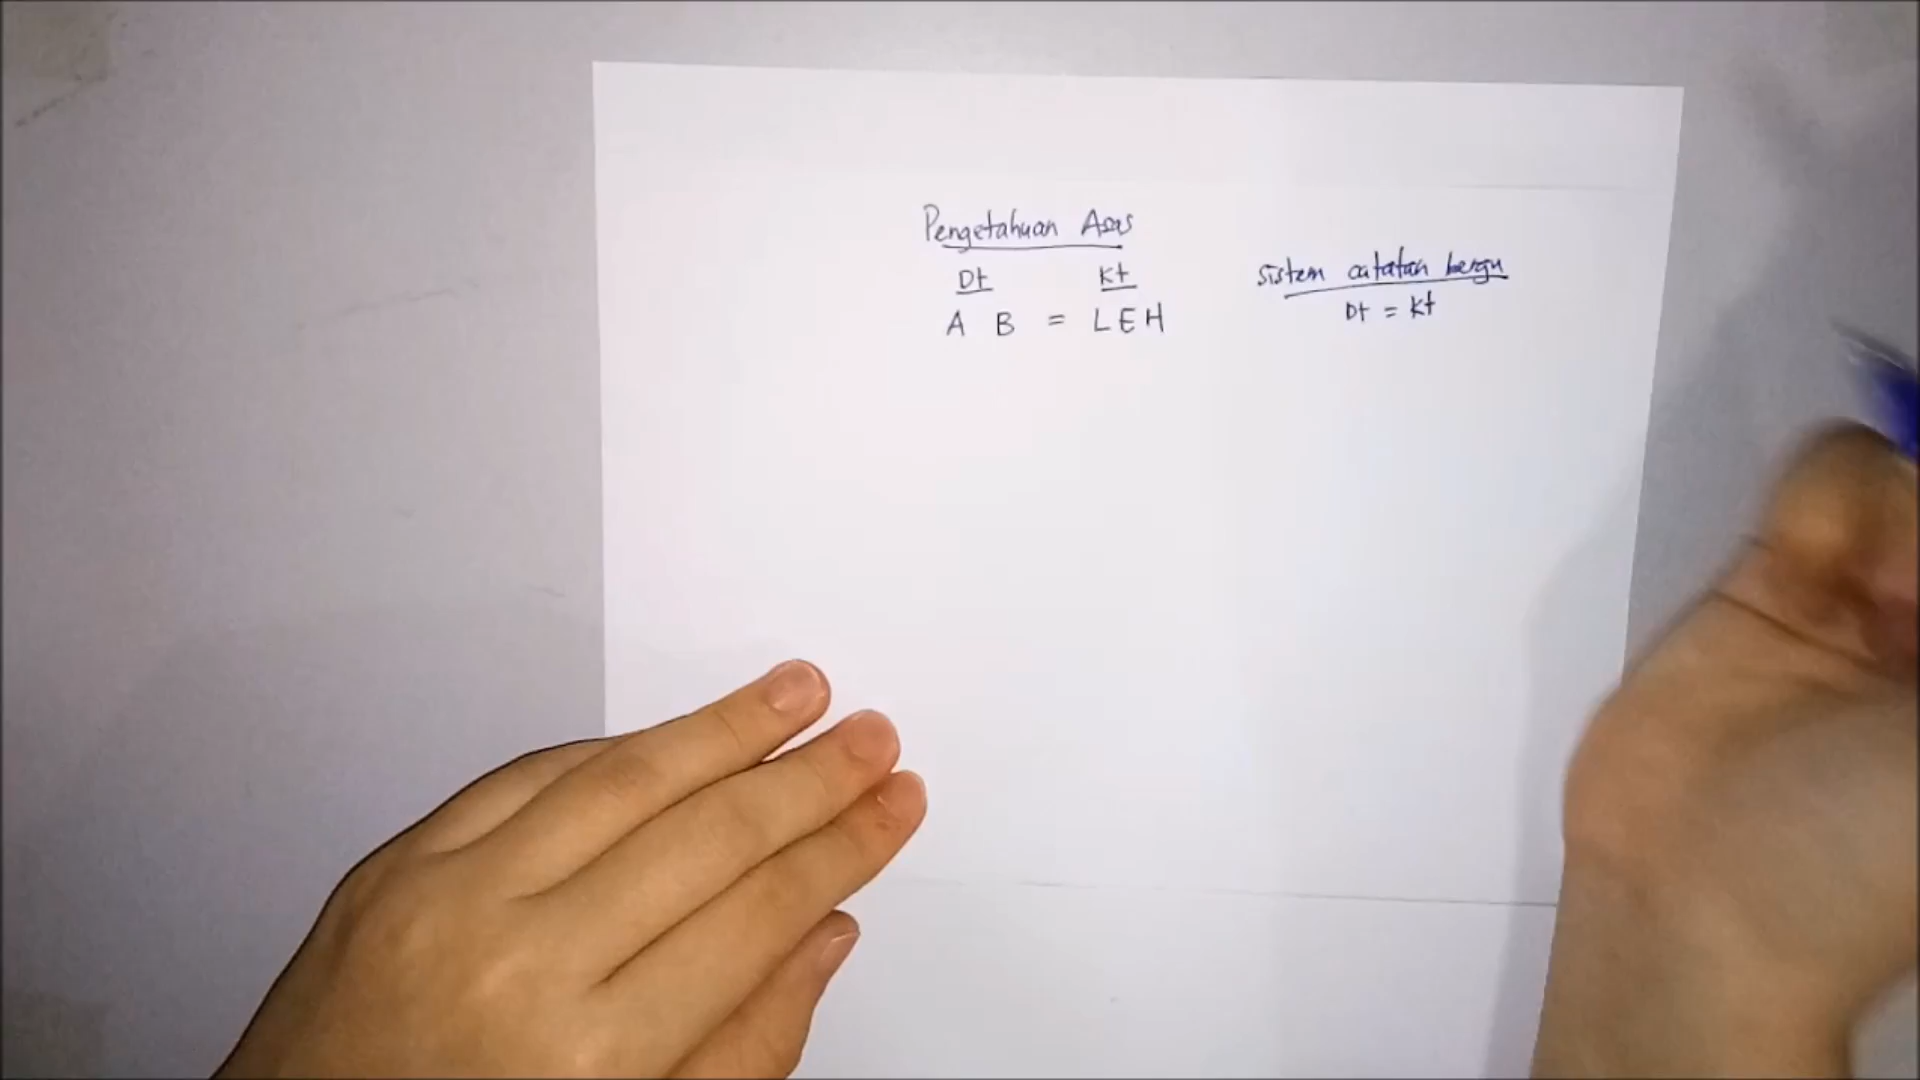 Pengetahuan Asas
Dt Kt
A B = L E H
Sistem catatan bergu
Dt = Kt